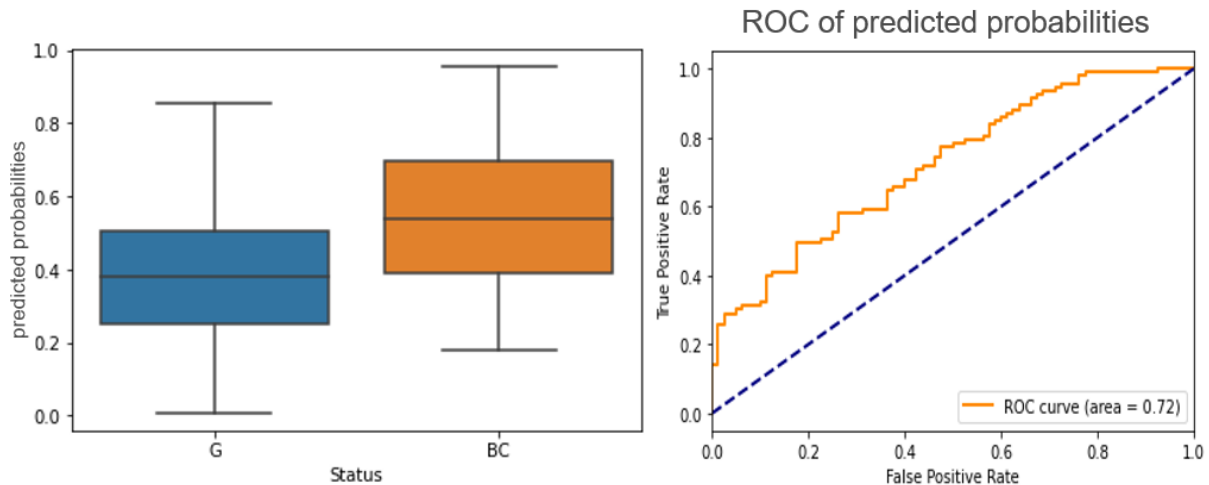 predicted probabilities
1.0
0.8
0.6
0.4
0.2
0.0
G
BC
Status
ROC of predicted probabilities
True Positive Rate
1.0
0.8
0.6
0.4
0.2
0.0
ROC curve (area = 0.72)
0.0 0.2 0.4 0.6 0.8 1.0
False Positive Rate